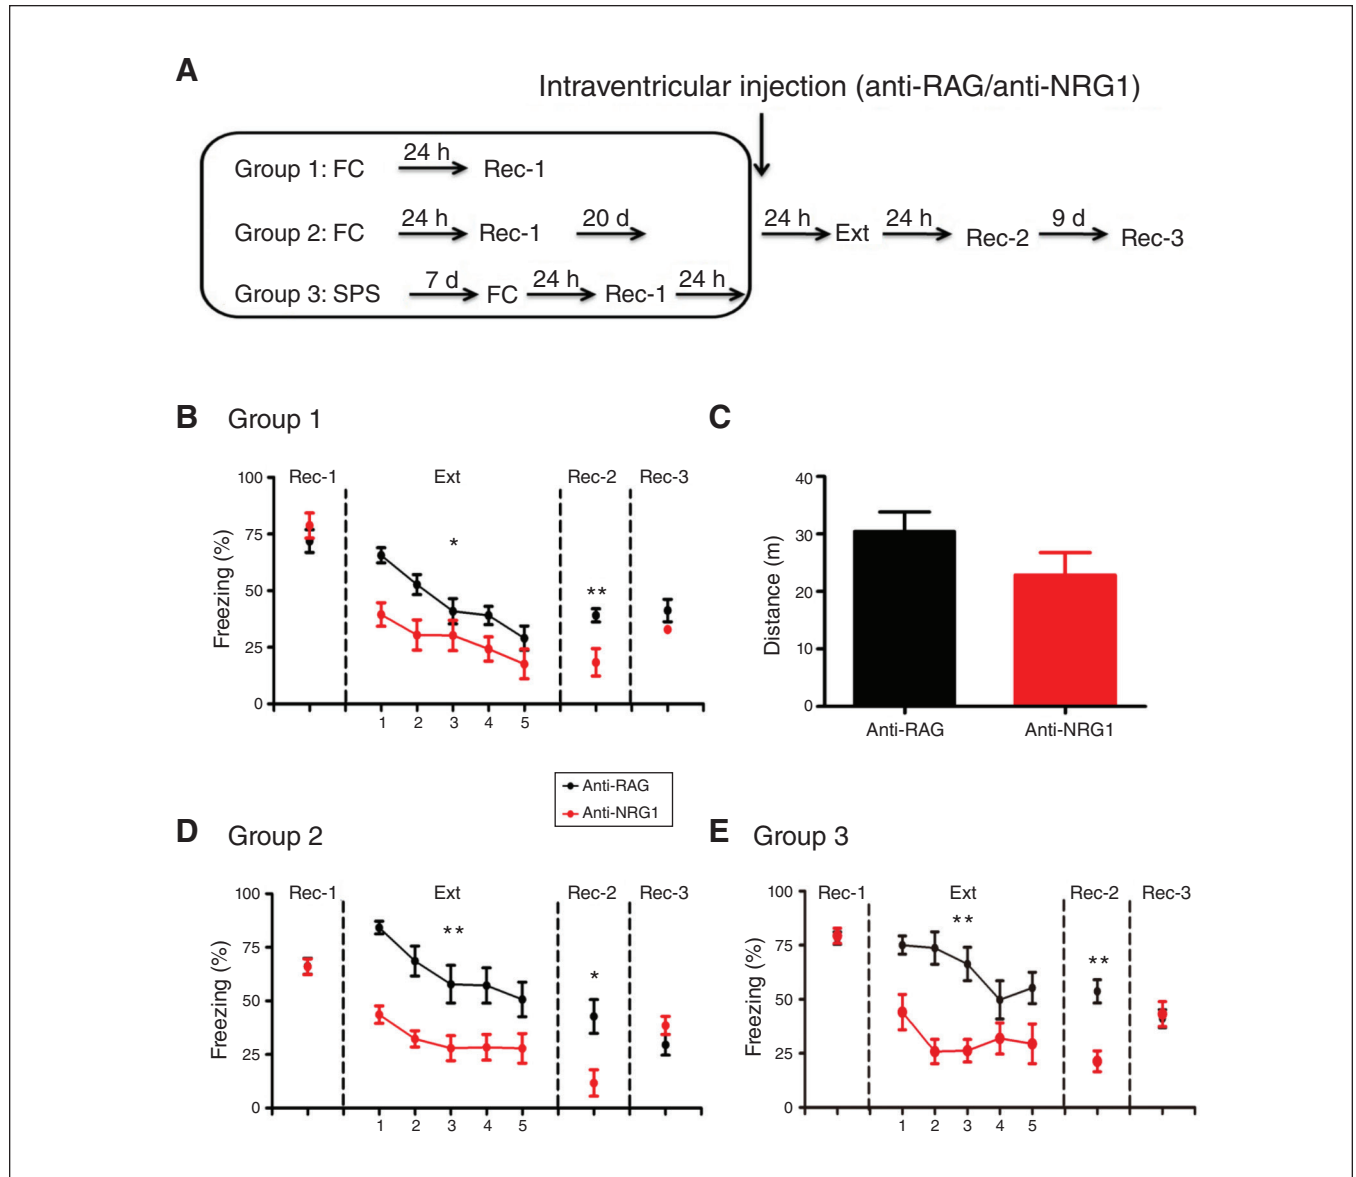 A
Intraventricular injection (anti-RAG/anti-NRG1)
Group 1: FC 24 h Rec-1
Group 2: FC 24 h Rec-1 20 d 24 h Ext 24 h Rec-2 9 d Rec-3
Group 3: SPS 7 d FC 24 h Rec-1 24 h
B Group 1
Rec-1 Ext Rec-2 Rec-3
Freezing (%)
100
75
50
25
0
* **
1 2 3 4 5
C
Distance (m)
40
30
20
10
0
Anti-RAG Anti-NRG1
Anti-RAG
Anti-NRG1
D Group 2
Rec-1 Ext Rec-2 Rec-3
Freezing (%)
100
75
50
25
0
** *
1 2 3 4 5
E Group 3
Rec-1 Ext Rec-2 Rec-3
Freezing (%)
100
75
50
25
0
** **
1 2 3 4 5